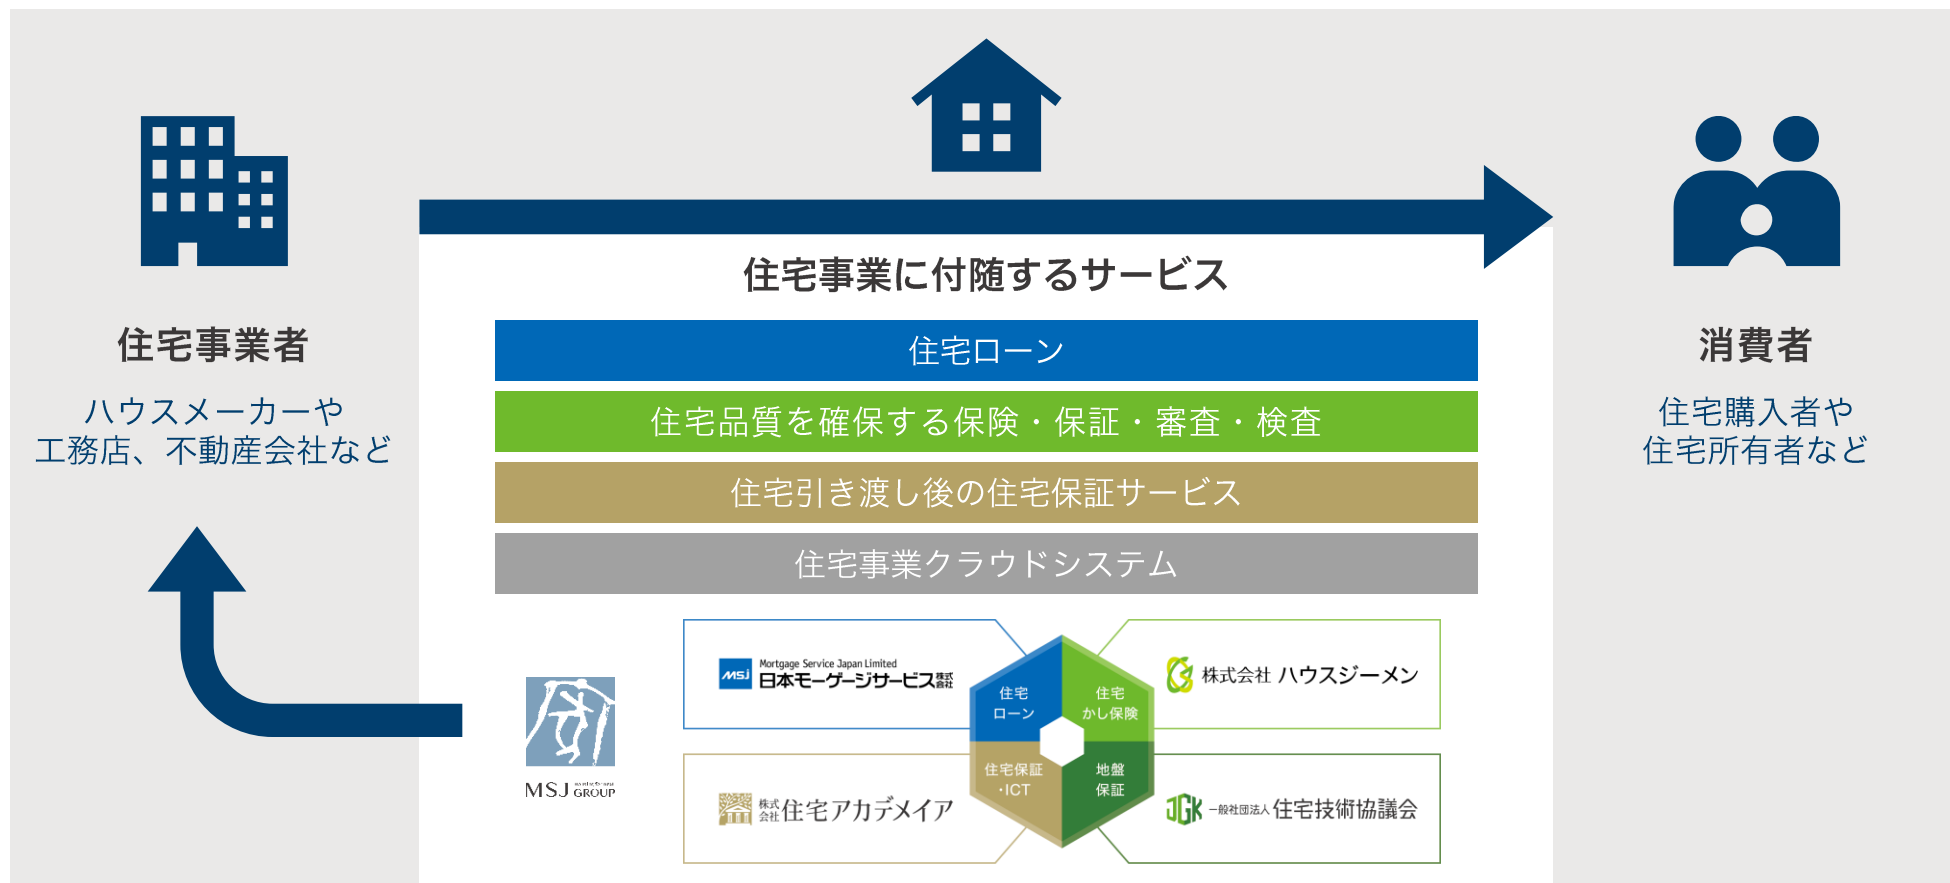 住宅事業者
ハウスメーカーや
工務店、不動産会社など
住宅事業に付随するサービス
住宅ローン
住宅品質を確保する保険・保証・審査・検査
住宅引き渡し後の住宅保証サービス
住宅事業クラウドシステム
消費者
住宅購入者や
住宅所有者など
MSJ GROUP
MSJ
Mortgage Service Japan Limited
日本モーゲージサービス株式会社
住宅
ローン
住宅
かし保険
株式会社 ハウスジーメン
株式会社 住宅アカデメイア
住宅保証
・ICT
地盤
保証
JGK 一般社団法人 住宅技術協議会